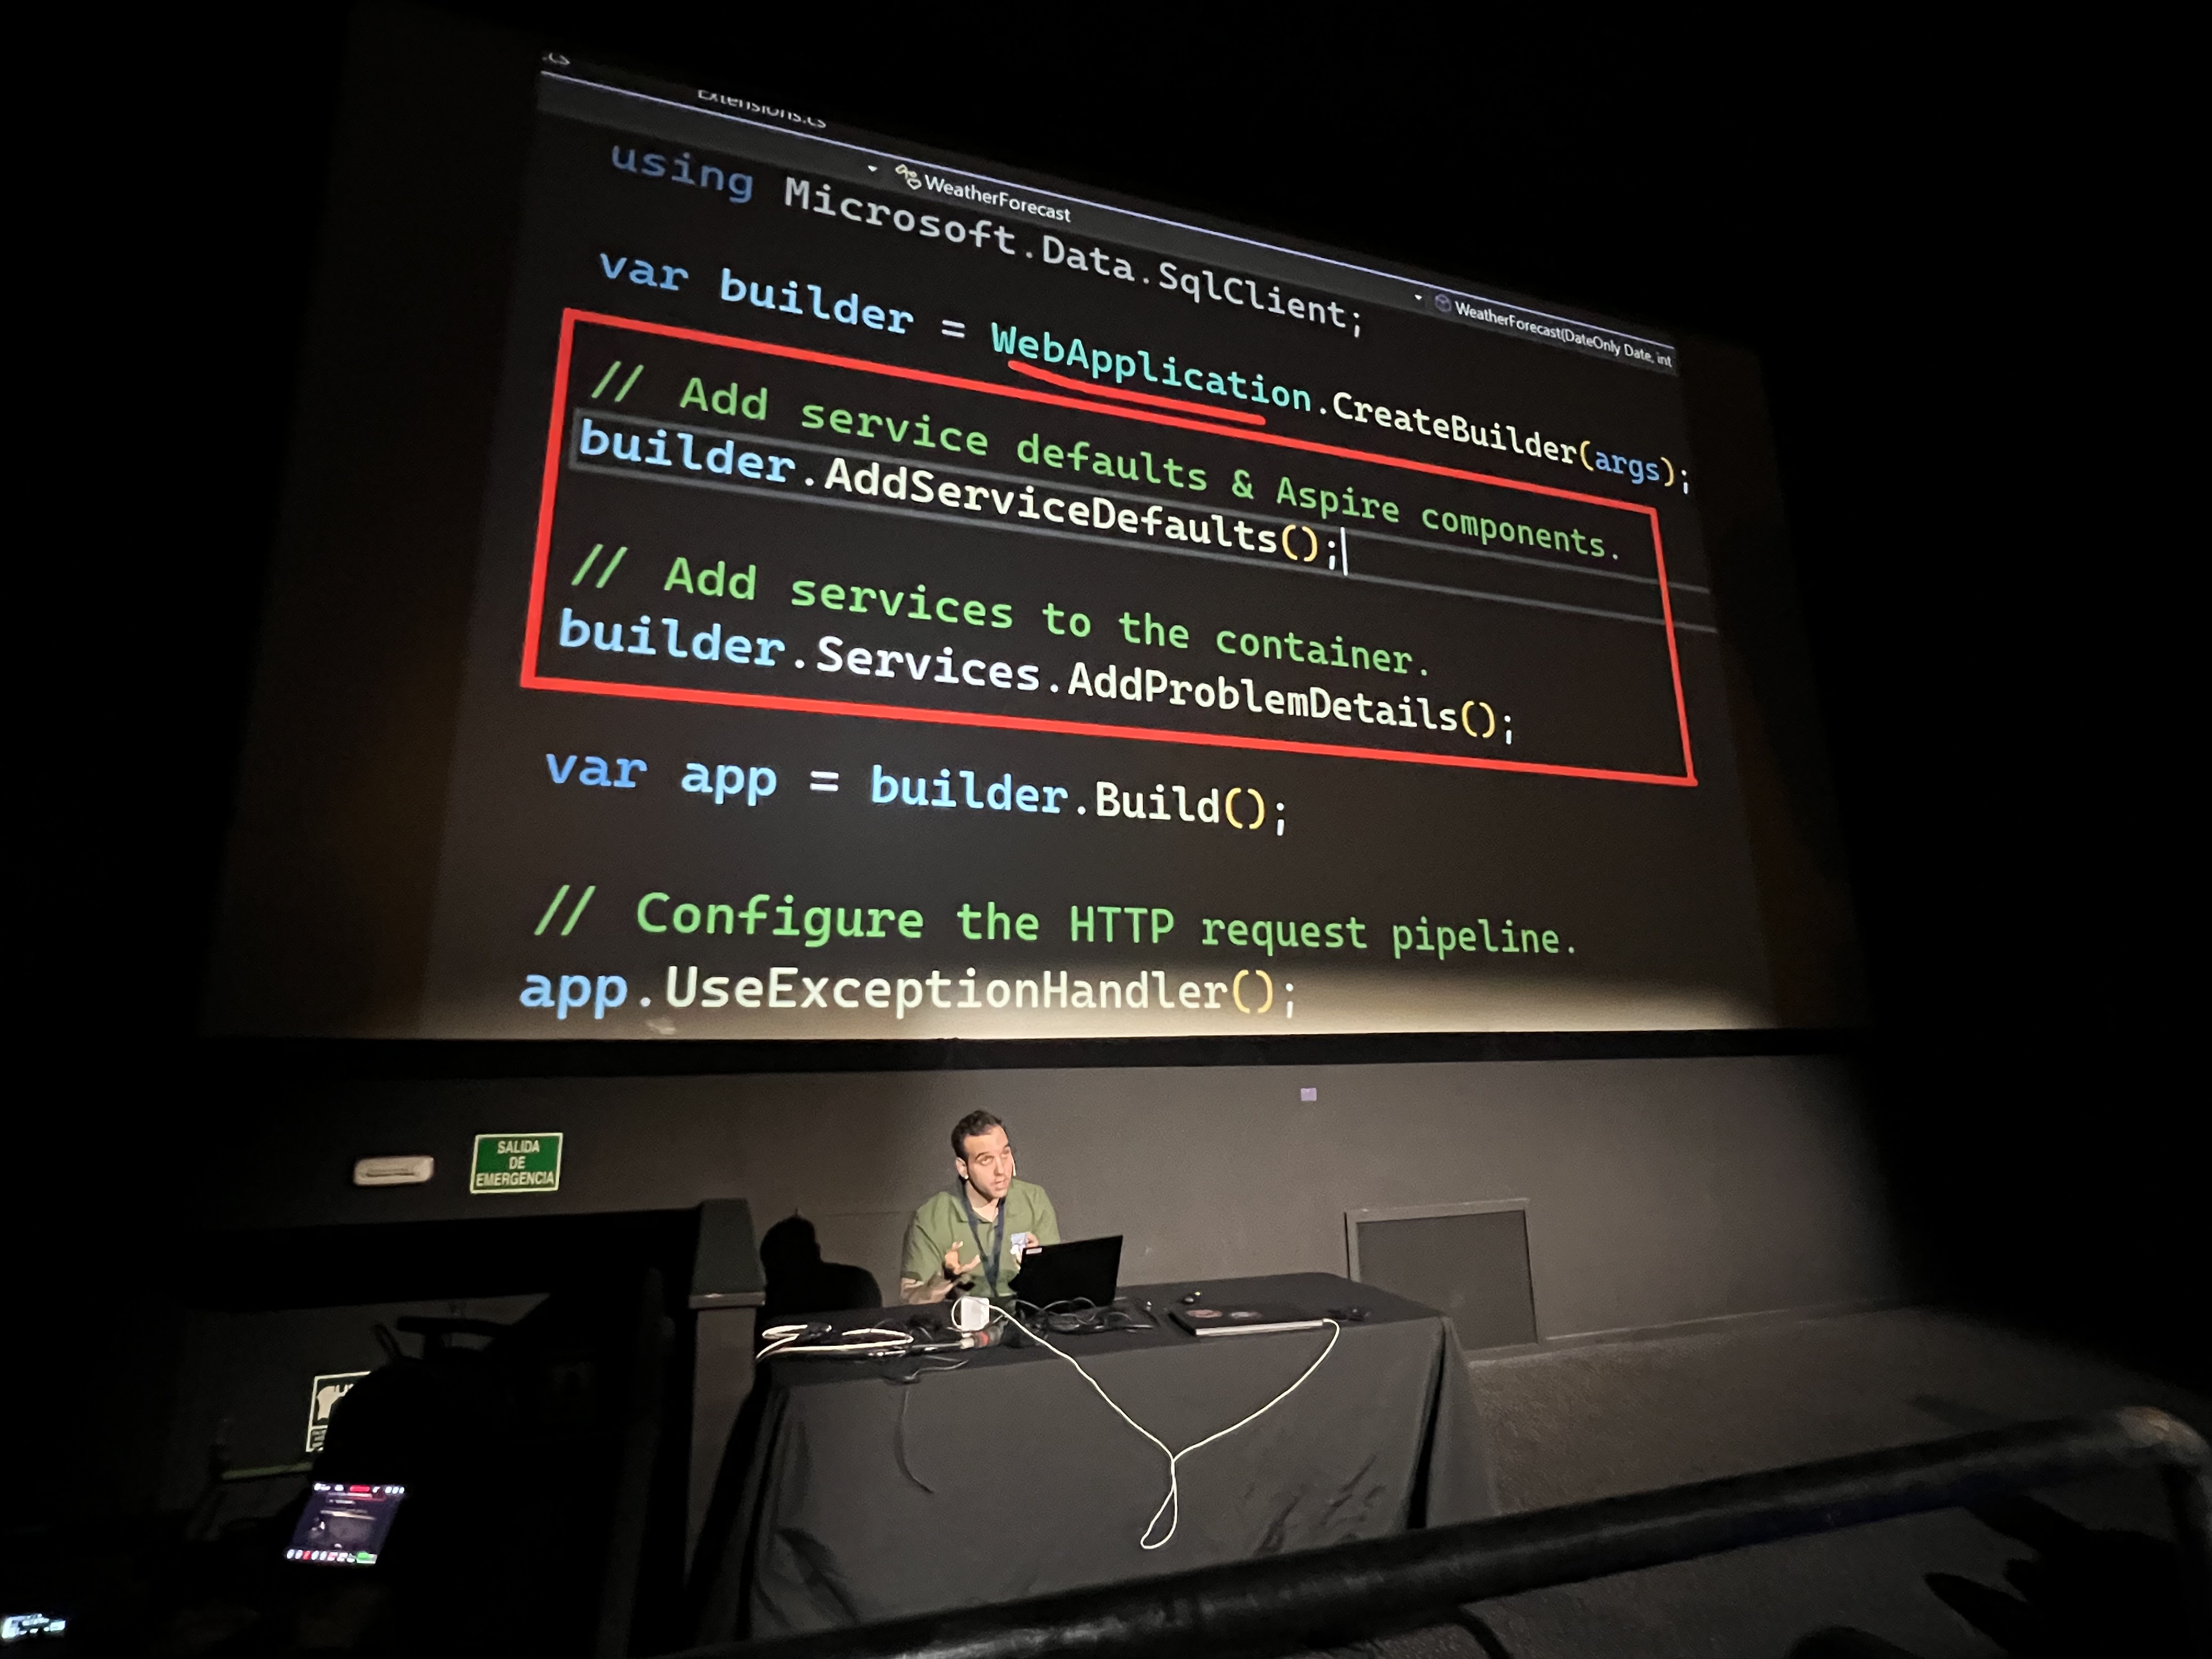 .cs
Extensions.cs
WeatherForecast
WeatherForecast(DateOnly Date, int
using Microsoft.Data.SqlClient;
var builder = WebApplication.CreateBuilder(args);
// Add service defaults & Aspire components.
builder.AddServiceDefaults();
// Add services to the container.
builder.Services.AddProblemDetails();
var app = builder.Build();
// Configure the HTTP request pipeline.
app.UseExceptionHandler();
SALIDA
DE
EMERGENCIA